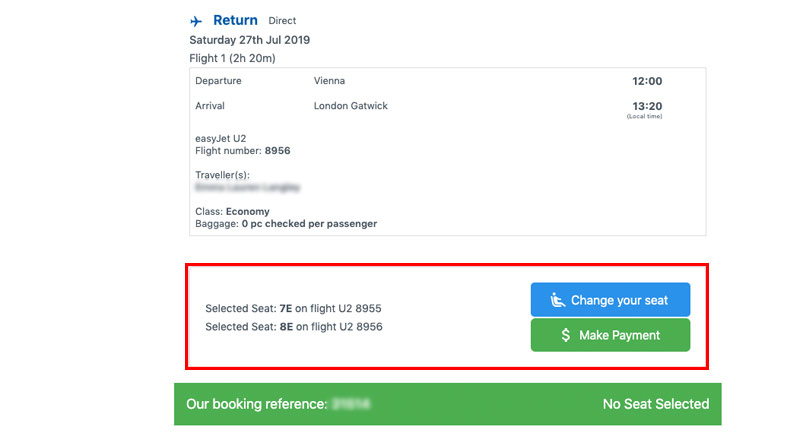 Return Direct
Saturday 27th Jul 2019
Flight 1 (2h 20m)
Departure Vienna 12:00
Arrival London Gatwick 13:20
(Local time)
easyJet U2
Flight number: 8956
Traveller(s):
Class: Economy
Baggage: 0 pc checked per passenger
Selected Seat: 7E on flight U2 8955
Change your seat
Selected Seat: 8E on flight U2 8956
$ Make Payment
Our booking reference: No Seat Selected